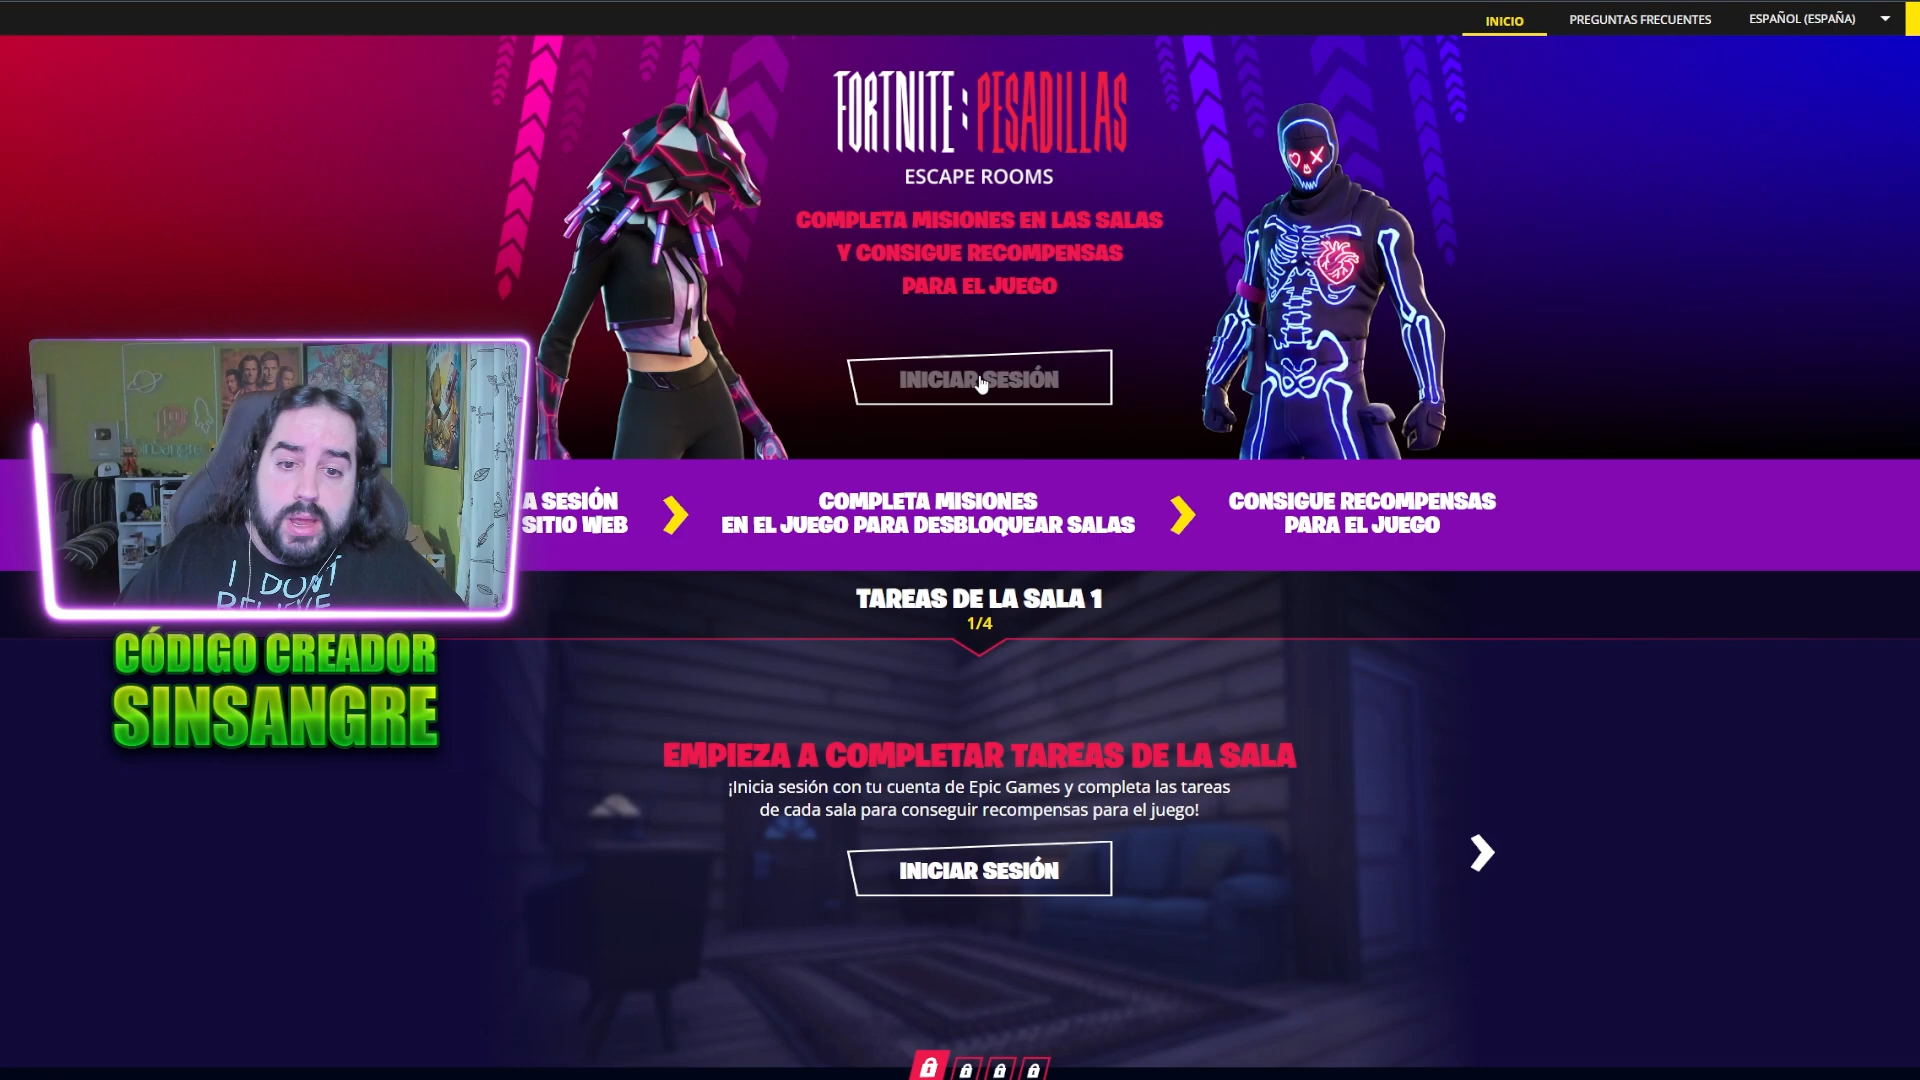 INICIO
PREGUNTAS FRECUENTES
ESPAÑOL (ESPAÑA)
FORTNITE: PESADILLAS
ESCAPE ROOMS
COMPLETA MISIONES EN LAS SALAS
Y CONSIGUE RECOMPENSAS
PARA EL JUEGO
INICIAR SESIÓN
A SESIÓN
SITIO WEB
COMPLETA MISIONES
EN EL JUEGO PARA DESBLOQUEAR SALAS
CONSIGUE RECOMPENSAS
PARA EL JUEGO
sinSangre
I DON'T
BELIEVE
CÓDIGO CREADOR
SINSANGRE
TAREAS DE LA SALA 1
1/4
EMPIEZA A COMPLETAR TAREAS DE LA SALA
¡Inicia sesión con tu cuenta de Epic Games y completa las tareas
de cada sala para conseguir recompensas para el juego!
INICIAR SESIÓN